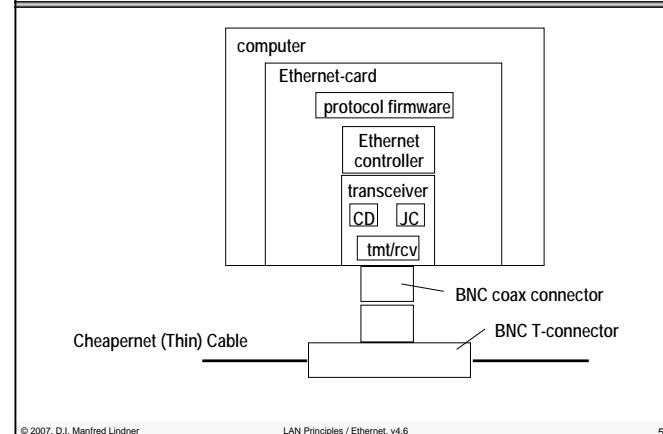 computer
Ethernet-card
protocol firmware
Ethernet
controller
transceiver
CD JC
tmt/rcv
BNC coax connector
BNC T-connector
Cheapernet (Thin) Cable
© 2007, D.I. Manfred Lindner LAN Principles / Ethernet, v4.6 5